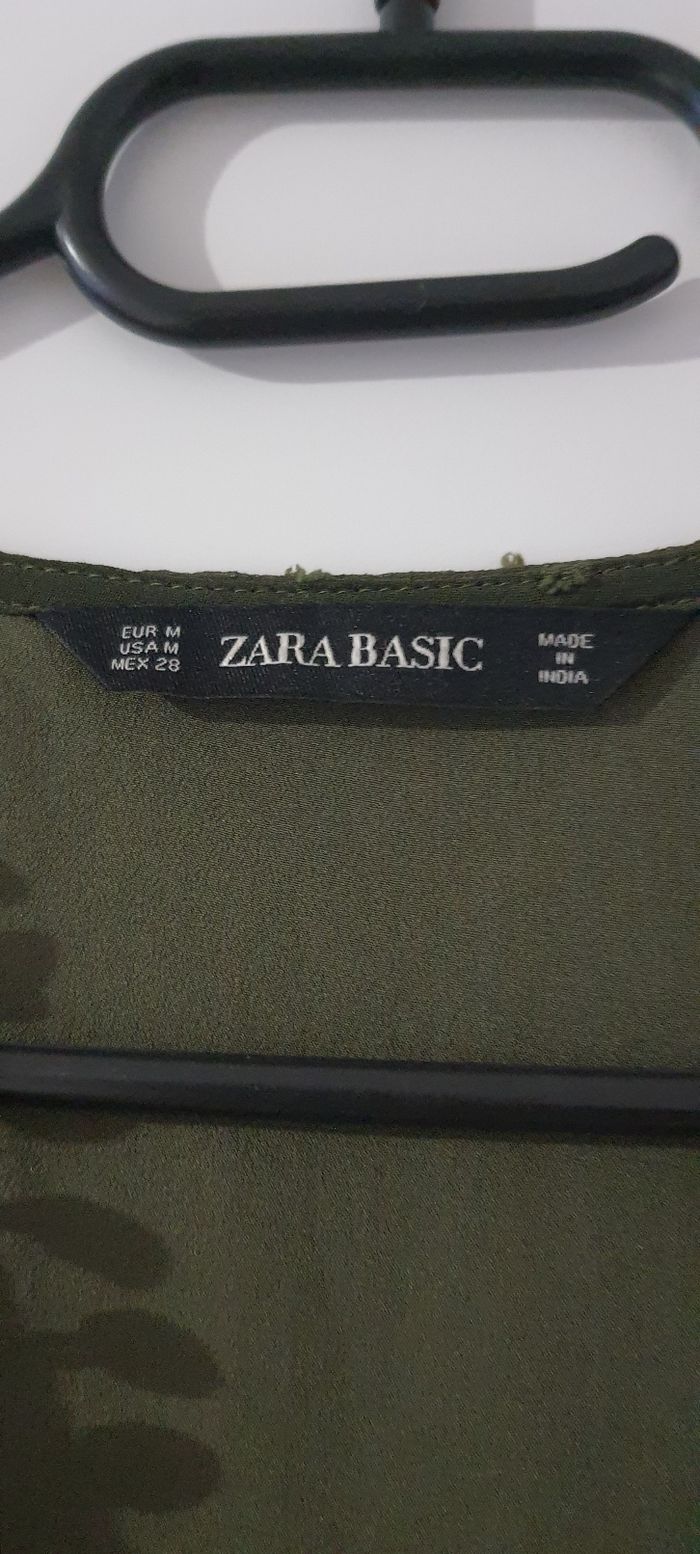 EUR M
USA M
MEX 28
ZARA BASIC
MADE
IN
INDIA